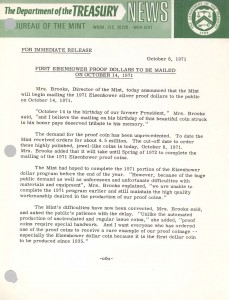 The Department of the TREASURY NEWS
BUREAU OF THE MINT WASH. D.C. 20220
FOR IMMEDIATE RELEASE
October 8, 1971
FIRST EISENHOWER PROOF DOLLARS TO BE MAILED
ON OCTOBER 14, 1971
Mrs. Brooks, Director of the Mint, today announced that the Mint
will begin mailing the 1971 Eisenhower silver proof dollars to the public
on October 14, 1971.
"October 14 is the birthday of our former President", Mrs. Brooks
said, "and I believe the mailing on his birthday of this beautiful coin struck
in his honor pays deserved tribute to his memory."
The demand for the proof coin has been unprecedented. To date the
Mint received orders for about 4.5 millions. The cut-off date to order
these highly polished, jewel-like coins is today, October 8, 1971.
Mrs. Brooks added that it will take until Spring of 1972 to complete the
mailing of the 1971 Eisenhower proof coins.
The Mint had hoped to complete the 1971 portion of the Eisenhower
dollar program before the end of the year. "However, because of the huge
public demand as well as unforeseen and unfortunate difficulties with
materials and equipment", Mrs. Brooks explained, "we are unable to
complete the 1971 program earlier and still maintain the high quality
workmanship desired in the production of proof coins."
The Mint's difficulties have now been corrected, Mrs. Brooks said,
and asked the public's patience with the delay. "Unlike the automated
production of uncirculated and regular issue coins," she added, "proof
coins require special handling. And I want everyone who has ordered
one of the proof coins to receive a rare example of our proof coinage --
especially the Eisenhower dollar coin because it is the first dollar coin
to be produced since 1935."
-o0o-